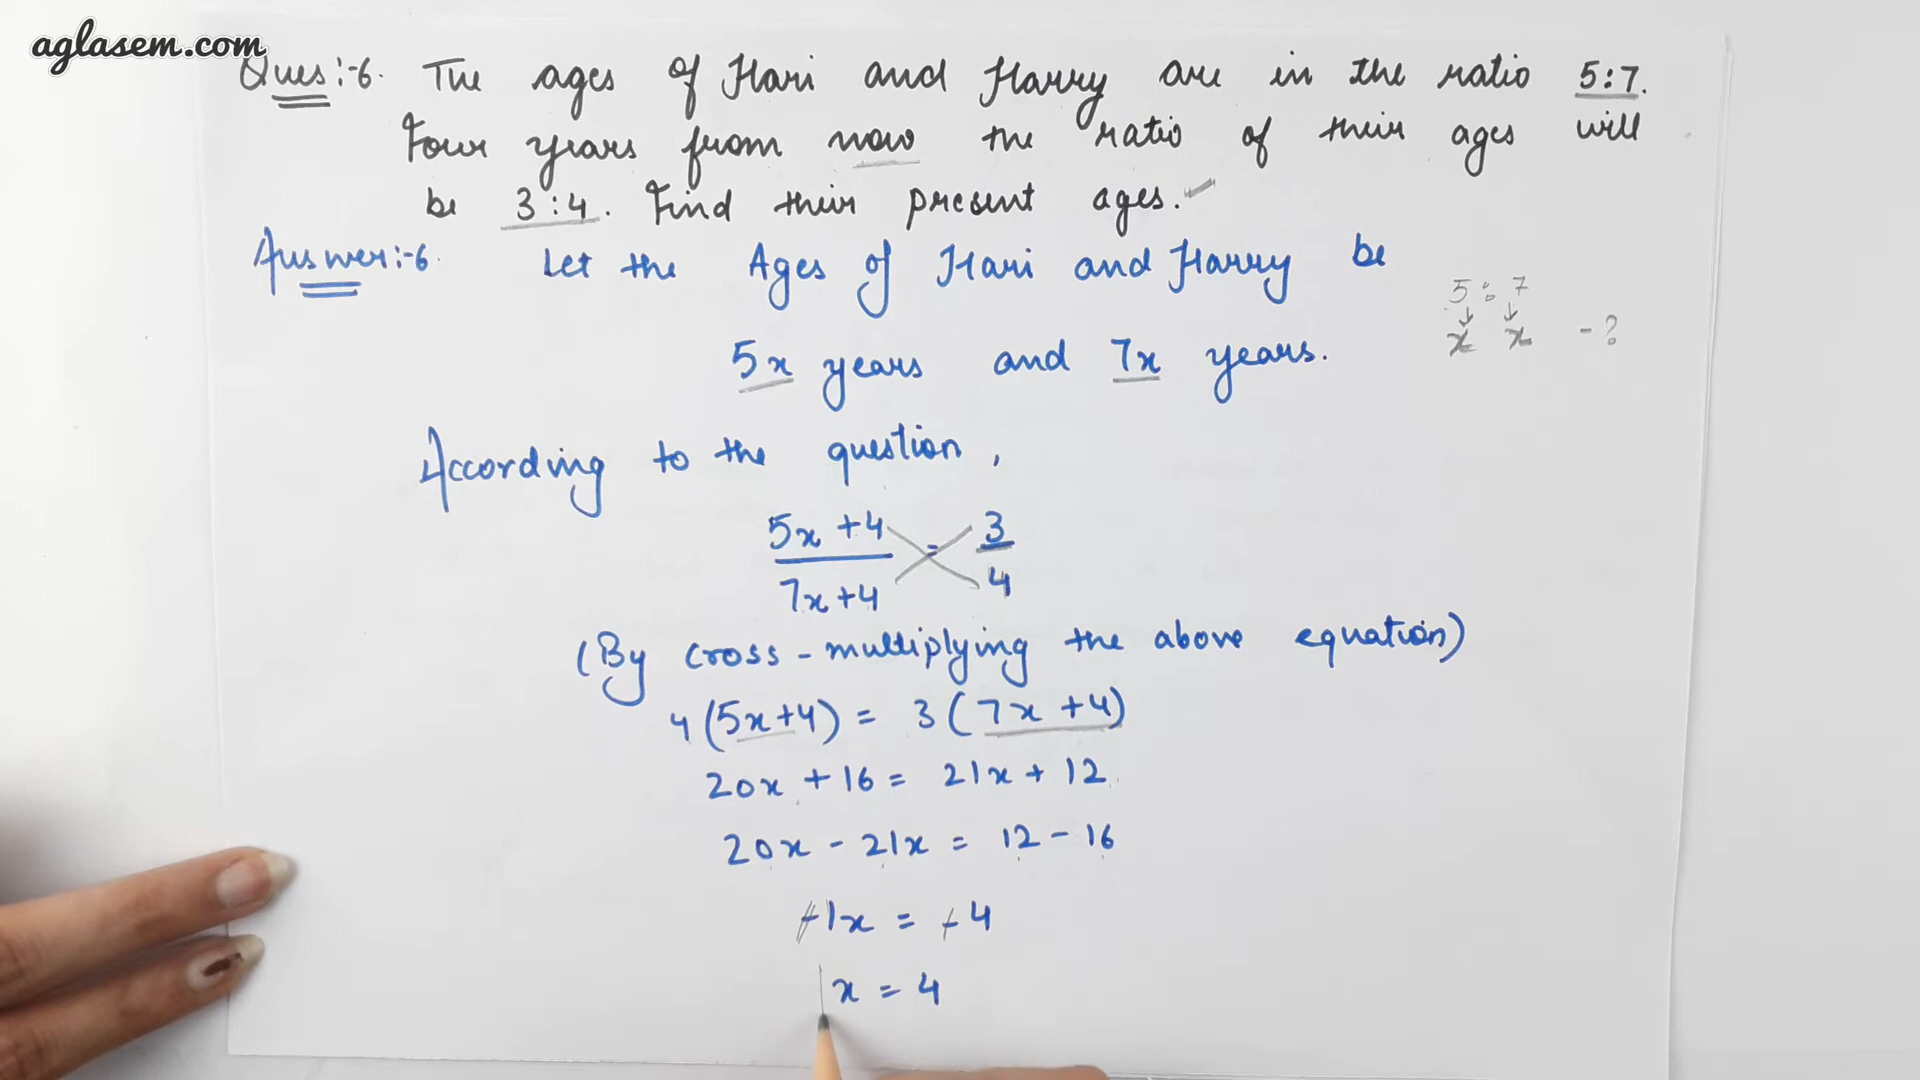 aglasem.com
Ques:-6. The ages of Hari and Harry are in the ratio 5:7.
Four years from now the ratio of their ages will
be 3:4. Find their present ages.
Answer:-6. Let the Ages of Hari and Harry be
5 : 7
x x - ?
5x years and 7x years.
According to the question,
5x+4 = 3
7x+4 4
(By cross-multiplying the above equation)
4(5x+4) = 3(7x+4)
20x + 16 = 21x + 12
20x - 21x = 12 - 16
-1x = -4
x = 4